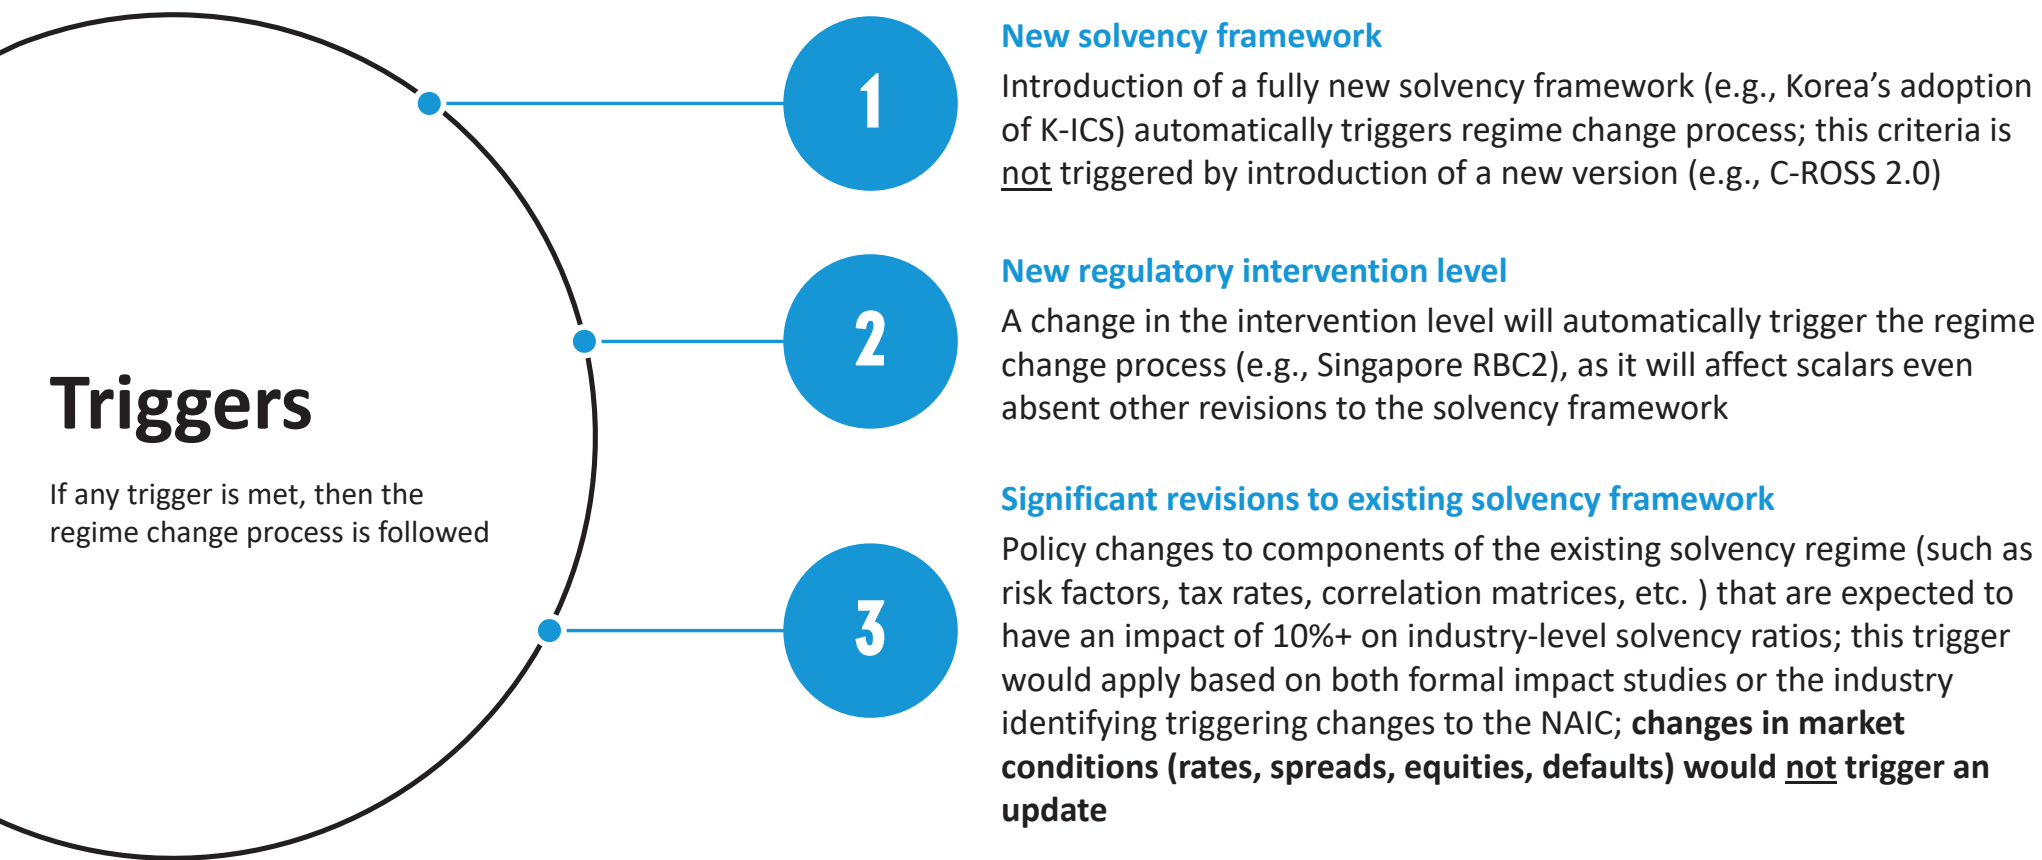 Triggers
If any trigger is met, then the
regime change process is followed
1
New solvency framework
Introduction of a fully new solvency framework (e.g., Korea’s adoption
of K-ICS) automatically triggers regime change process; this criteria is
not triggered by introduction of a new version (e.g., C-ROSS 2.0)
2
New regulatory intervention level
A change in the intervention level will automatically trigger the regime
change process (e.g., Singapore RBC2), as it will affect scalars even
absent other revisions to the solvency framework
3
Significant revisions to existing solvency framework
Policy changes to components of the existing solvency regime (such as
risk factors, tax rates, correlation matrices, etc. ) that are expected to
have an impact of 10%+ on industry-level solvency ratios; this trigger
would apply based on both formal impact studies or the industry
identifying triggering changes to the NAIC; changes in market
conditions (rates, spreads, equities, defaults) would not trigger an
update